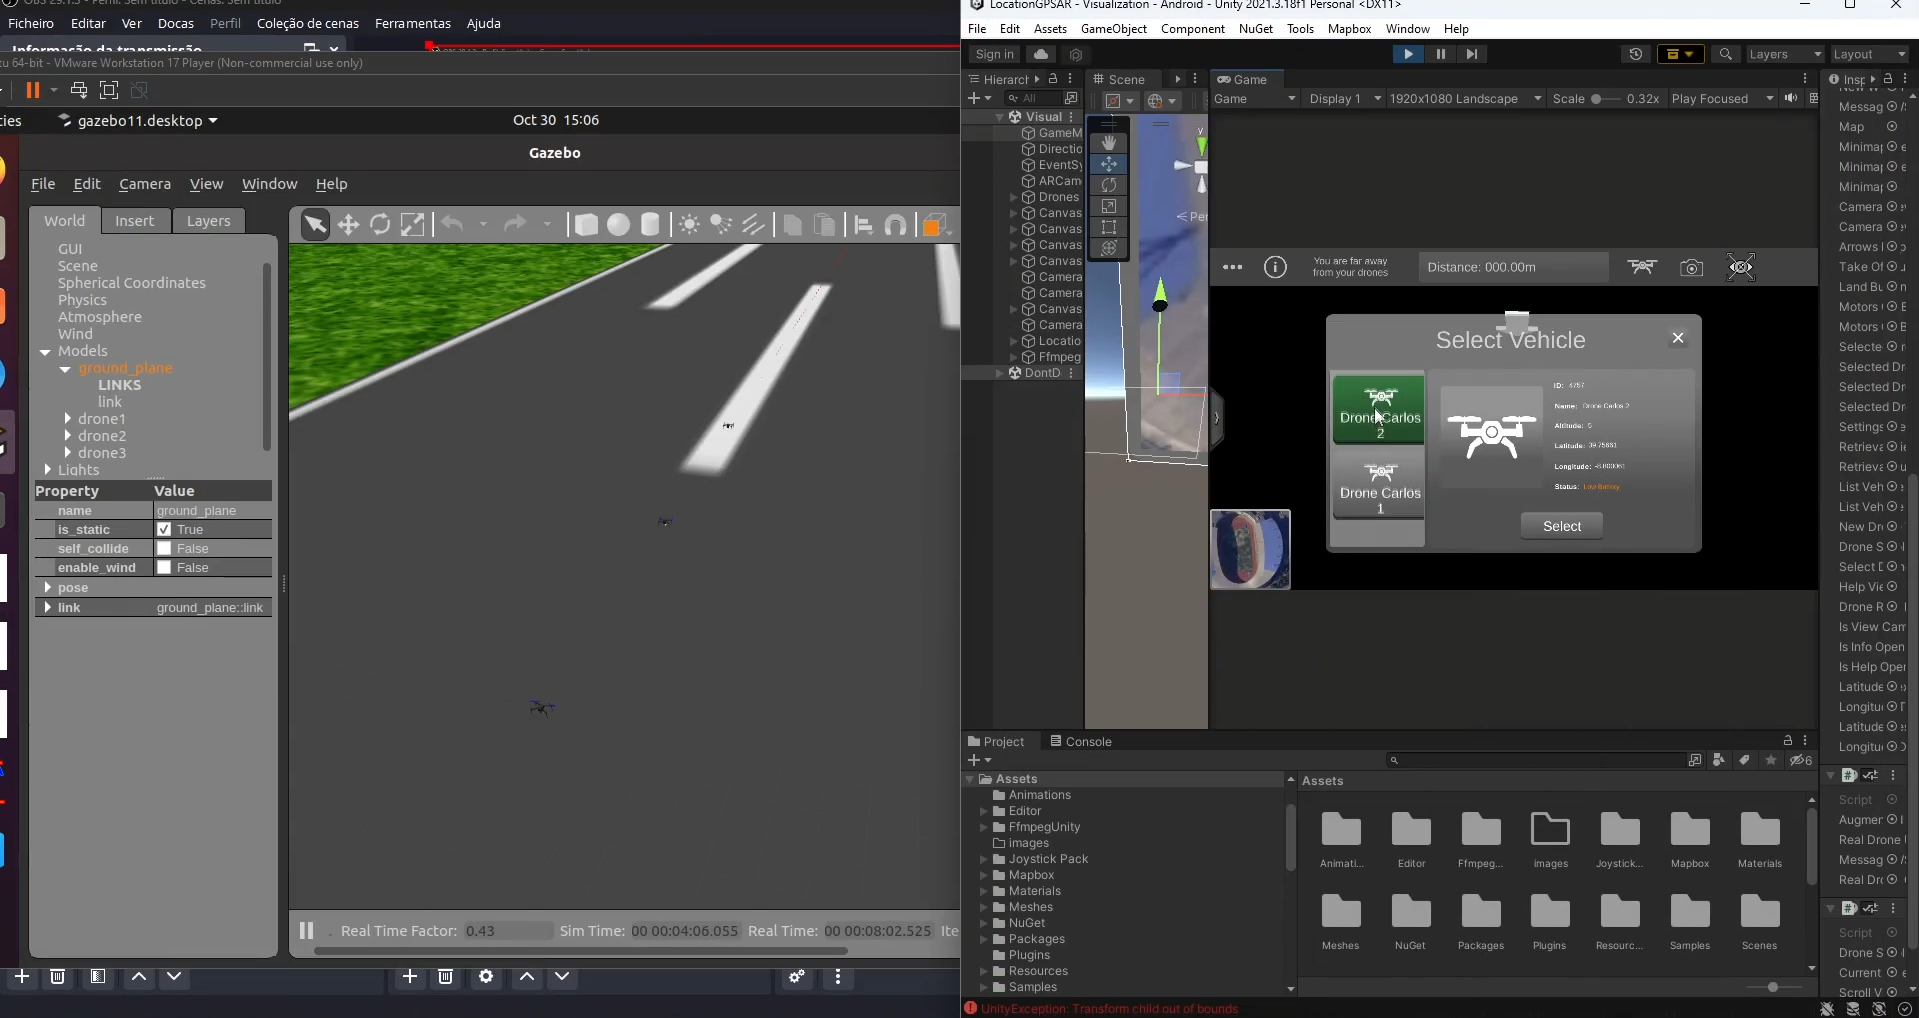 Ficheiro Editar Ver Docas Perfil Coleção de cenas Ferramentas Ajuda
Informação da transmissão
tu 64-bit - VMware Workstation 17 Player (Non-commercial use only)
ties gazebo11.desktop Oct 30 15:06
Gazebo
File Edit Camera View Window Help
World Insert Layers
GUI
Scene
Spherical Coordinates
Physics
Atmosphere
Wind
Models
ground_plane
LINKS
link
drone1
drone2
drone3
Lights
Property Value
name ground_plane
is_static True
self_collide False
enable_wind False
pose
link ground_plane::link
Real Time Factor: 0.43 Sim Time: 00 00:04:06.055 Real Time: 00 00:08:02.525 Ite
LocationGPSAR - Visualization - Android - Unity 2021.3.18f1 Personal <DX11>
File Edit Assets GameObject Component NuGet Tools Mapbox Window Help
Sign in Layers Layout
Hierarch Scene Game Insp
All Game Display 1 1920x1080 Landscape Scale 0.32x Play Focused
Visual
GameM
Directio
EventSy
ARCam
Drones
Canvas
Canvas
Canvas
Canvas
Camera
Camera
Canvas
Camera
Locatio
Ffmpeg
DontD
y
Per
You are far away
from your drones
Distance: 000.00m
Select Vehicle
Drone Carlos
2
Drone Carlos
1
ID: 4757
Name: Drone Carlos 2
Altitude: 5
Latitude: 39.75661
Longitude: -8.800061
Status: Low Battery
Select
Messag
Map
Minimap
Minimap
Minimap
Camera
Camera
Arrows
Take Of
Land Bu
Motors
Motors
Selecte
Selected Dr
Selected Dr
Selected Dr
Settings
Retrieva
Retrieva
List Veh
List Veh
New Dr
Drone S
Select D
Help Vie
Drone R
Is View Cam
Is Info Open
Is Help Oper
Latitude
Longitu
Latitude
Longitu
Script
Augmer
Real Drone
Messag
Real Dr
Script
Drone S
Current
Scroll V
Project Console
6
Assets
Animations
Editor
FfmpegUnity
images
Joystick Pack
Mapbox
Materials
Meshes
NuGet
Packages
Plugins
Resources
Samples
Assets
Animati... Editor Ffmpeg... images Joystick... Mapbox Materials
Meshes NuGet Packages Plugins Resourc... Samples Scenes
UnityException: Transform child out of bounds